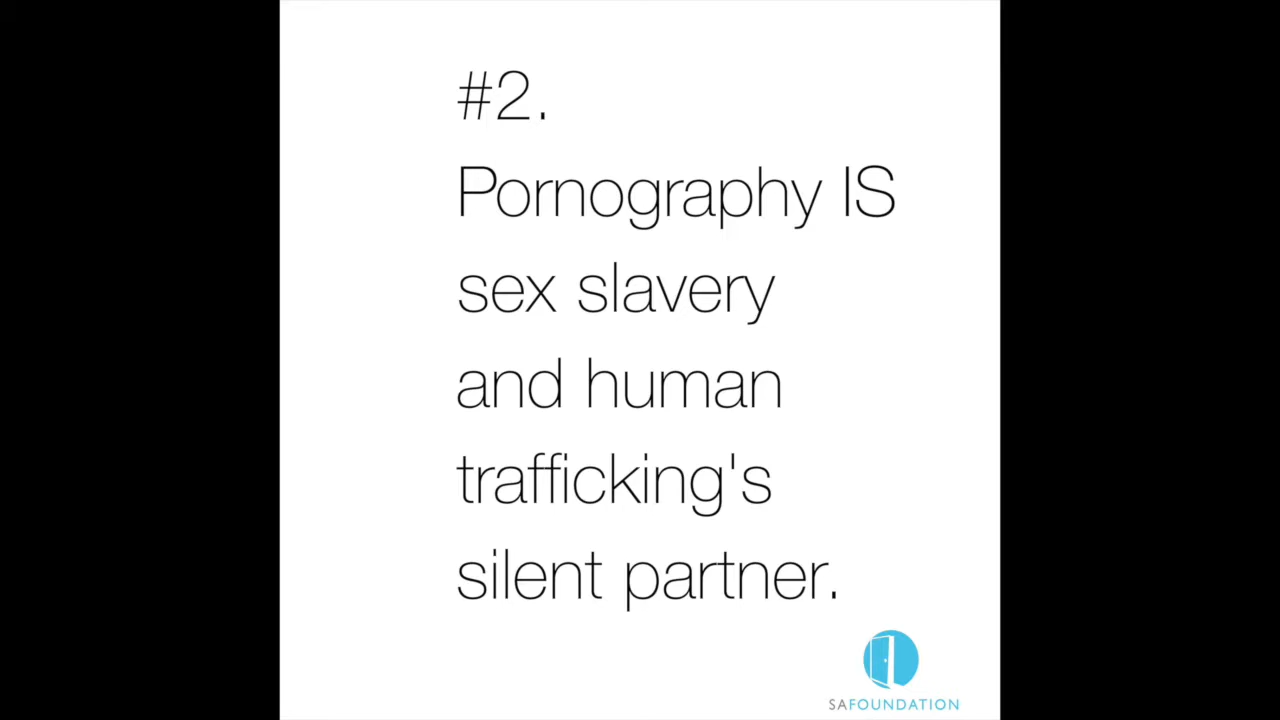 #2.
Pornography IS
sex slavery
and human
trafficking's
silent partner.
SAFOUNDATION